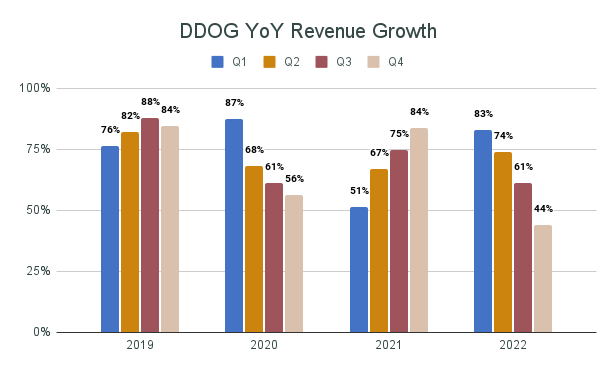 DDOG YoY Revenue Growth
Q1 Q2 Q3 Q4
100%
75%
50%
25%
0%
76% 82% 88% 84%
87% 68% 61% 56%
51% 67% 75% 84%
83% 74% 61% 44%
2019 2020 2021 2022